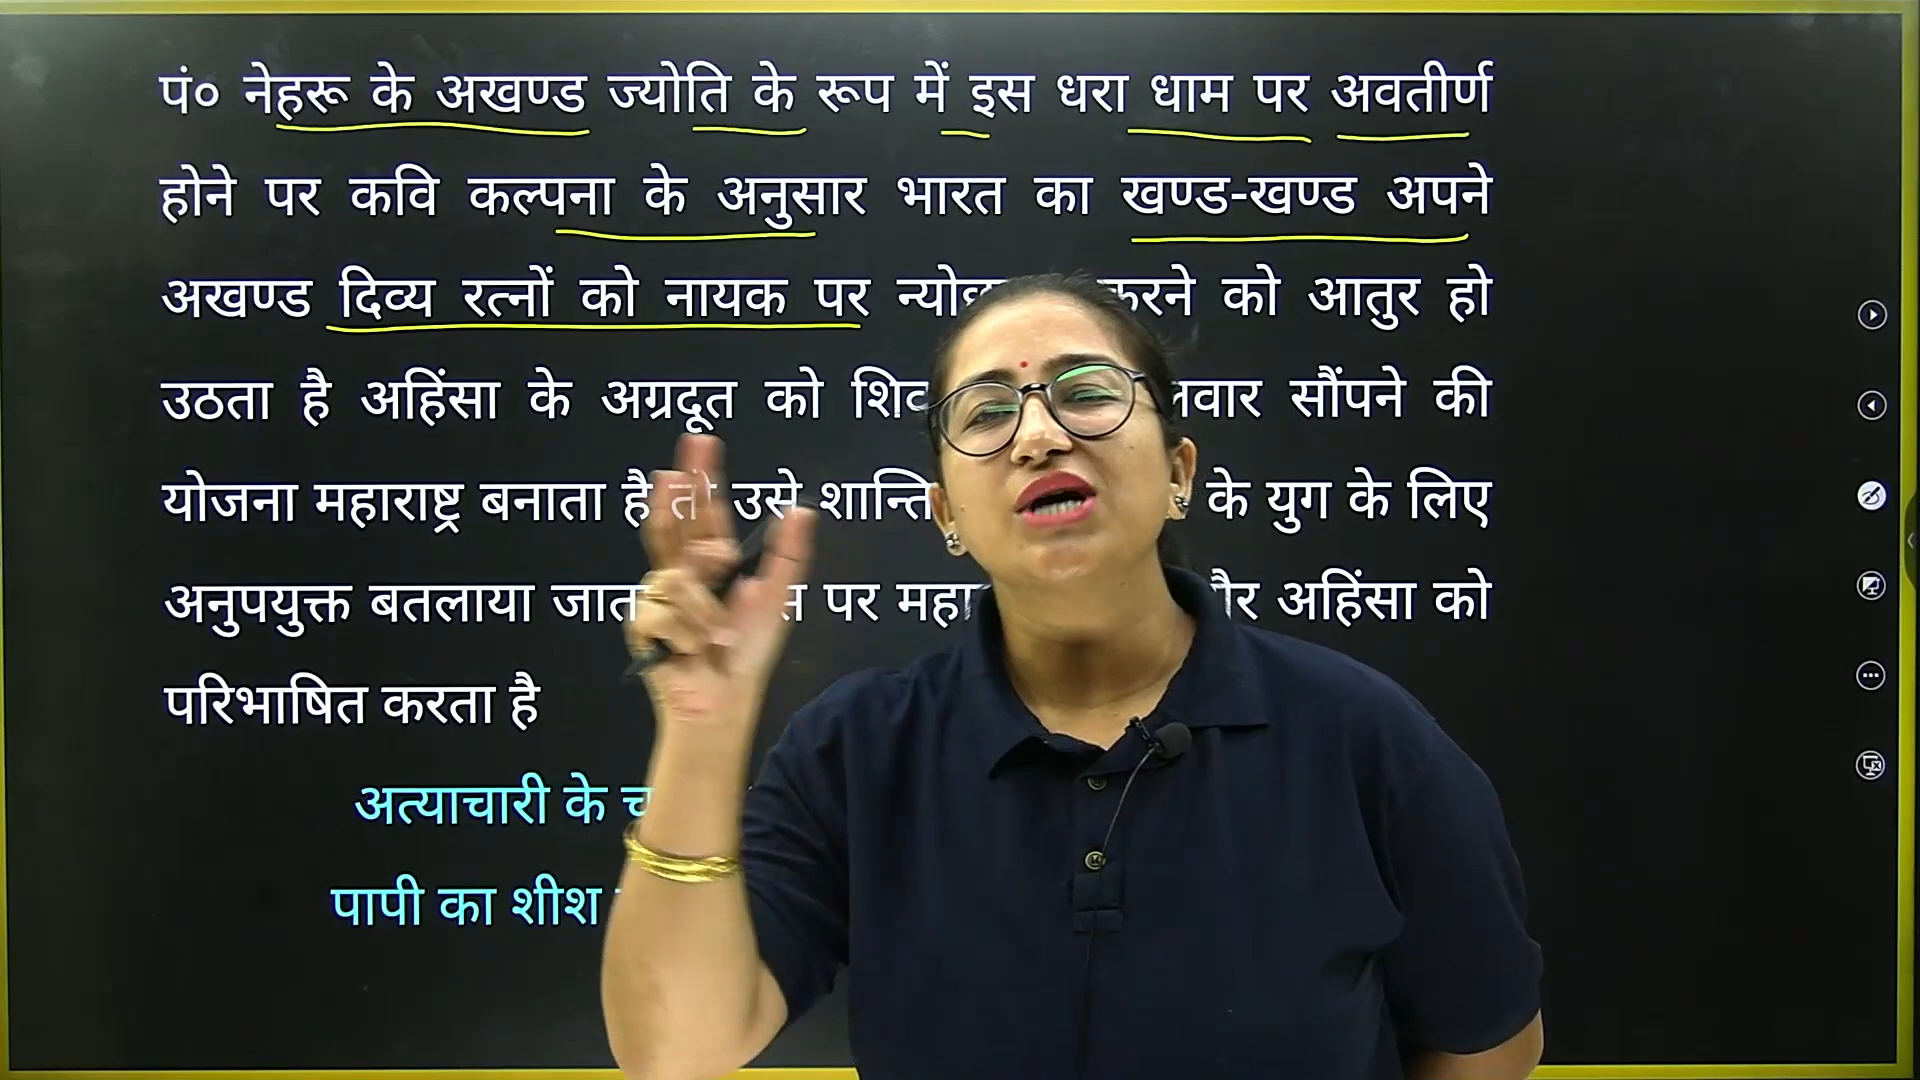 पं० नेहरू के अखण्ड ज्योति के रूप में इस धरा धाम पर अवतीर्ण
होने पर कवि कल्पना के अनुसार भारत का खण्ड-खण्ड अपने
अखण्ड दिव्य रत्नों को नायक पर करने को आतुर हो
उठता है अहिंसा के अग्रदूत को सौंपने की
योजना महाराष्ट्र बनाता है तो उसे शान्ति के युग के लिए
अनुपयुक्त बतलाया पर अहिंसा को
परिभाषित करता है
अत्याचारी के
पापी का शीश